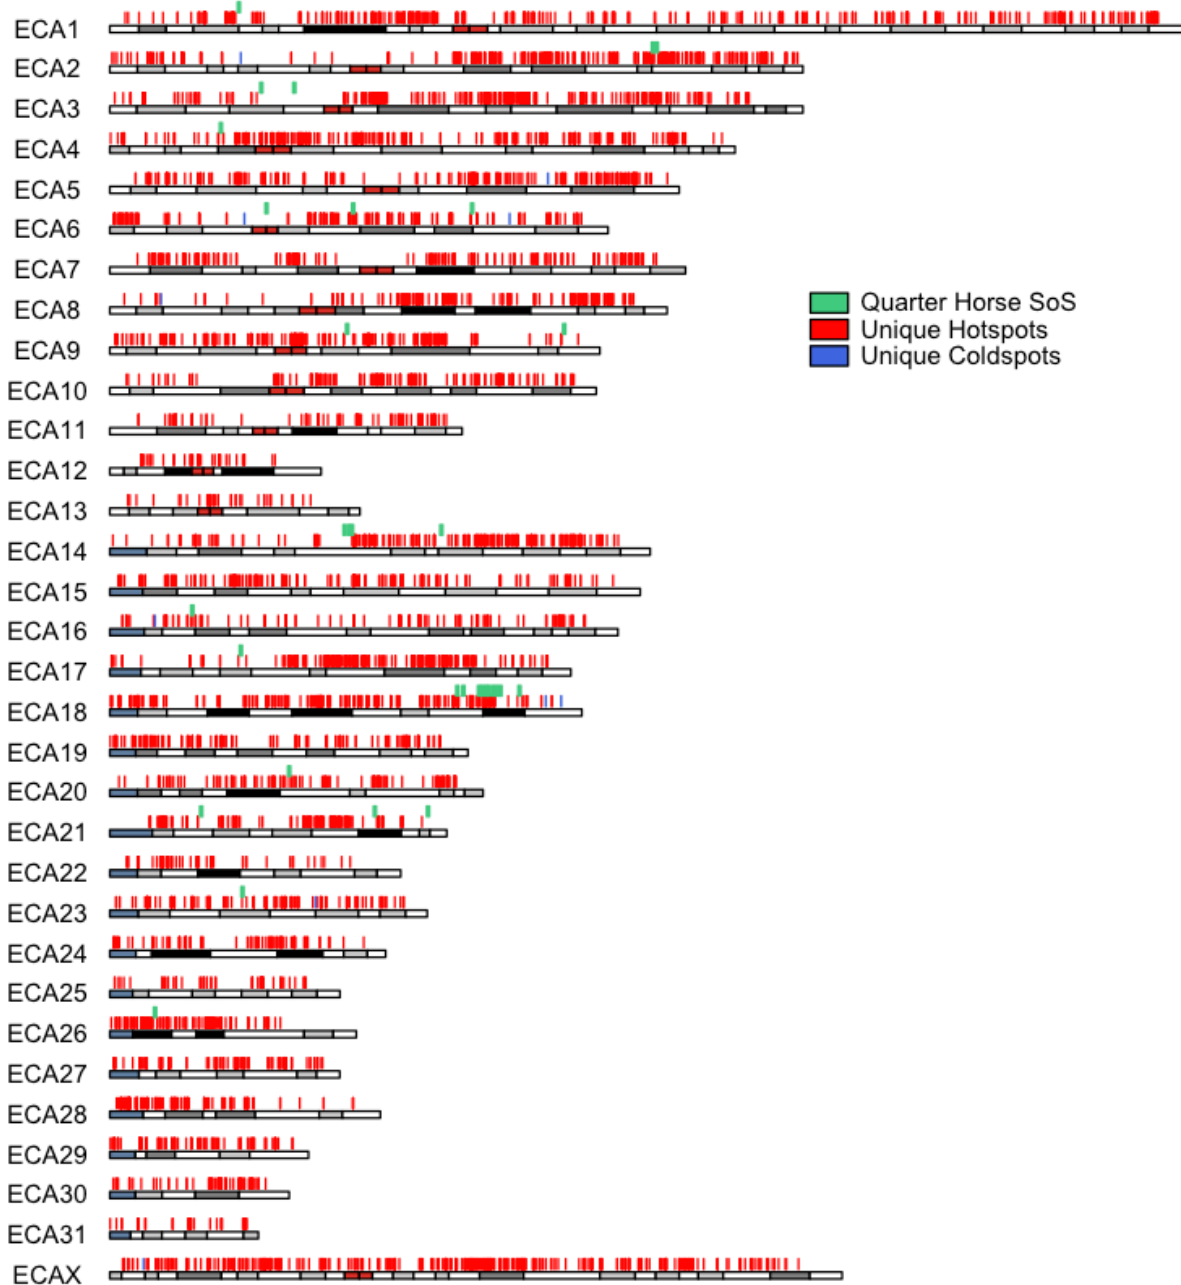 ECA1
ECA2
ECA3
ECA4
ECA5
ECA6
ECA7
ECA8
Quarter Horse SoS
Unique Hotspots
Unique Coldspots
ECA9
ECA10
ECA11
ECA12
ECA13
ECA14
ECA15
ECA16
ECA17
ECA18
ECA19
ECA20
ECA21
ECA22
ECA23
ECA24
ECA25
ECA26
ECA27
ECA28
ECA29
ECA30
ECA31
ECAX